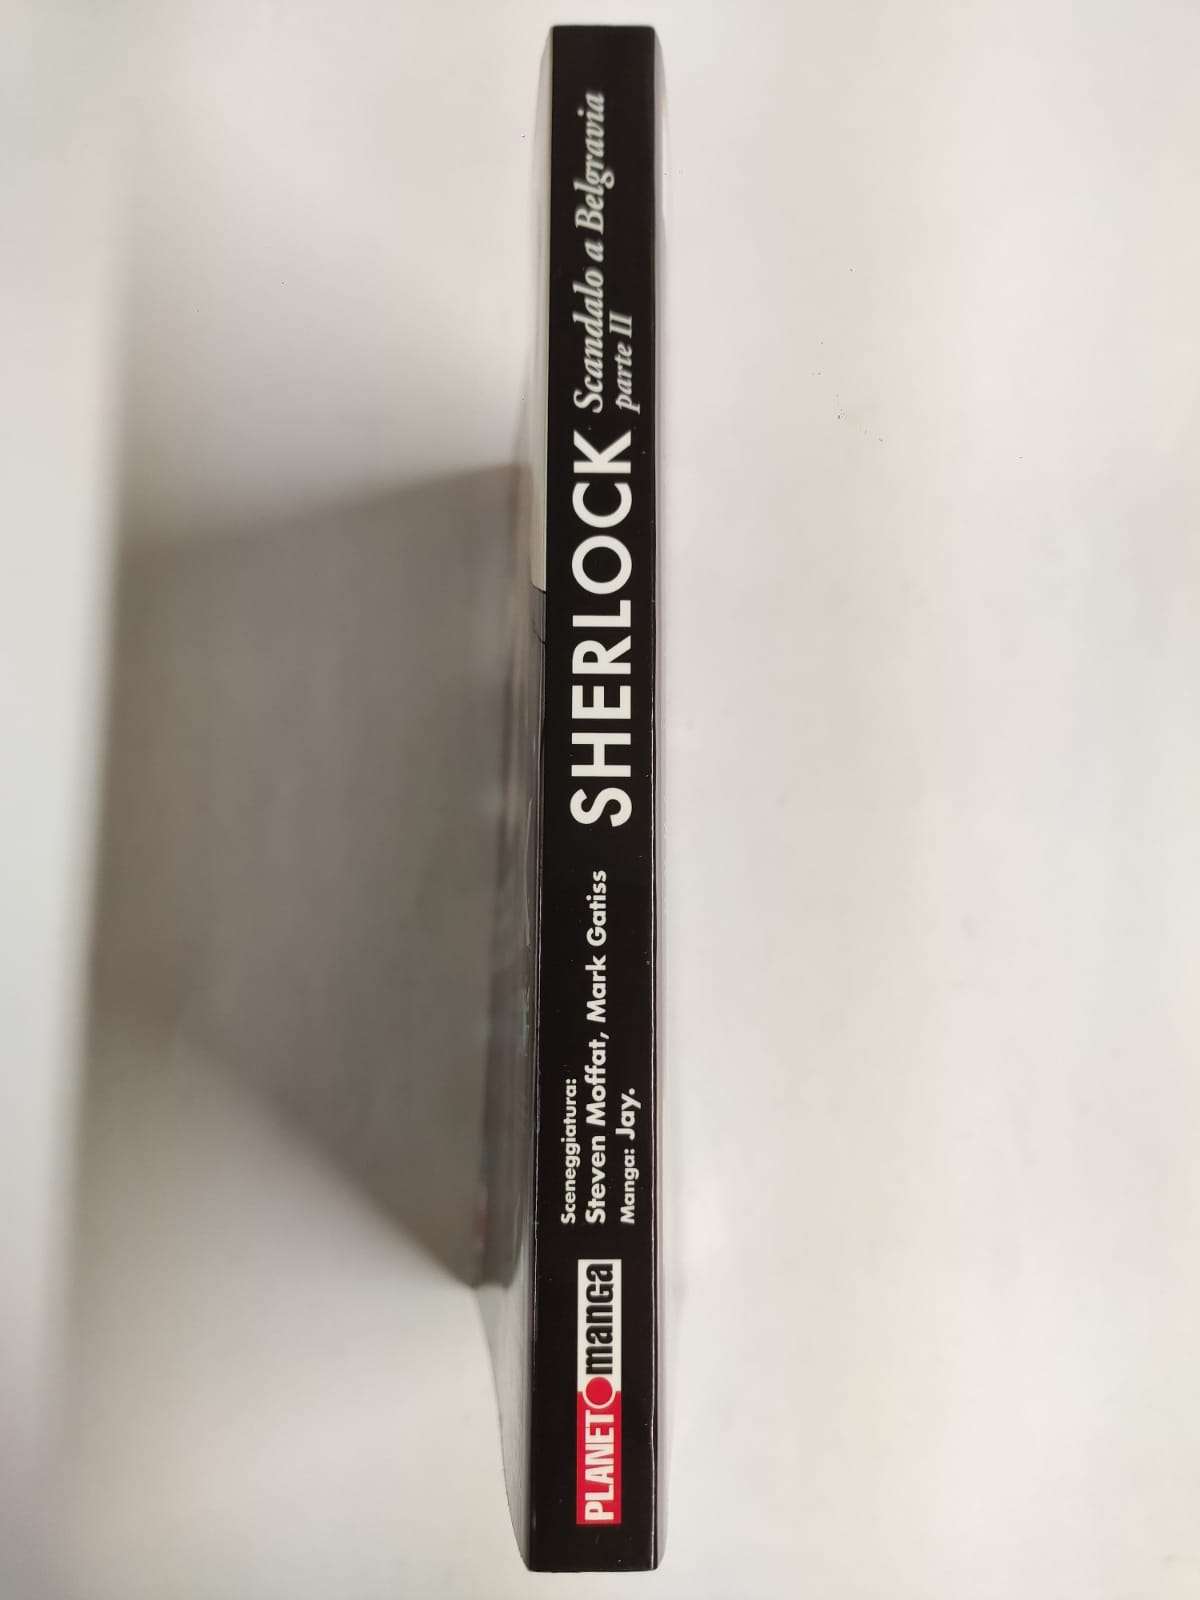 PLANET manga
Sceneggiatura:
Steven Moffat, Mark Gatiss
Manga: Jay.
SHERLOCK
Scandalo a Belgravia
parte II